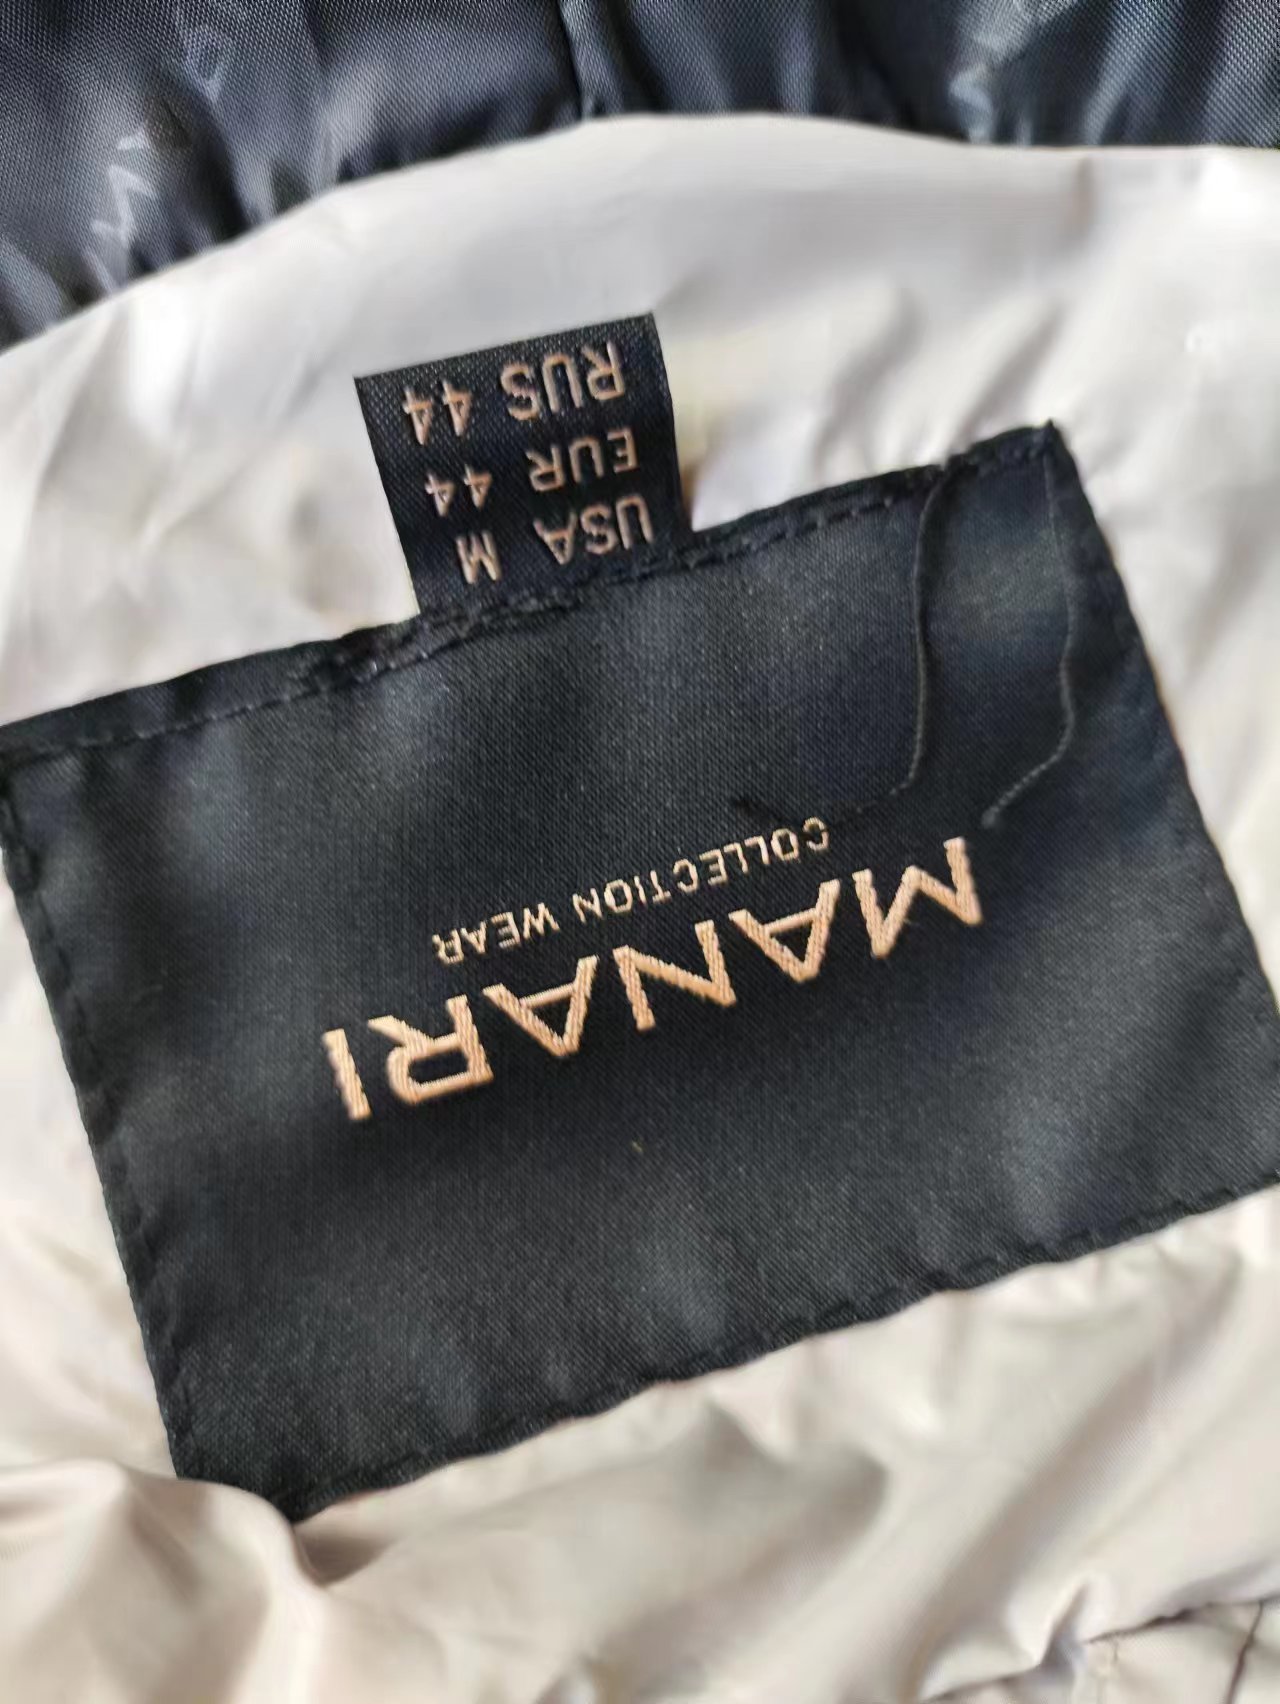 MANARI
COLLECTION WEAR
USA M
EUR 44
RUS 44